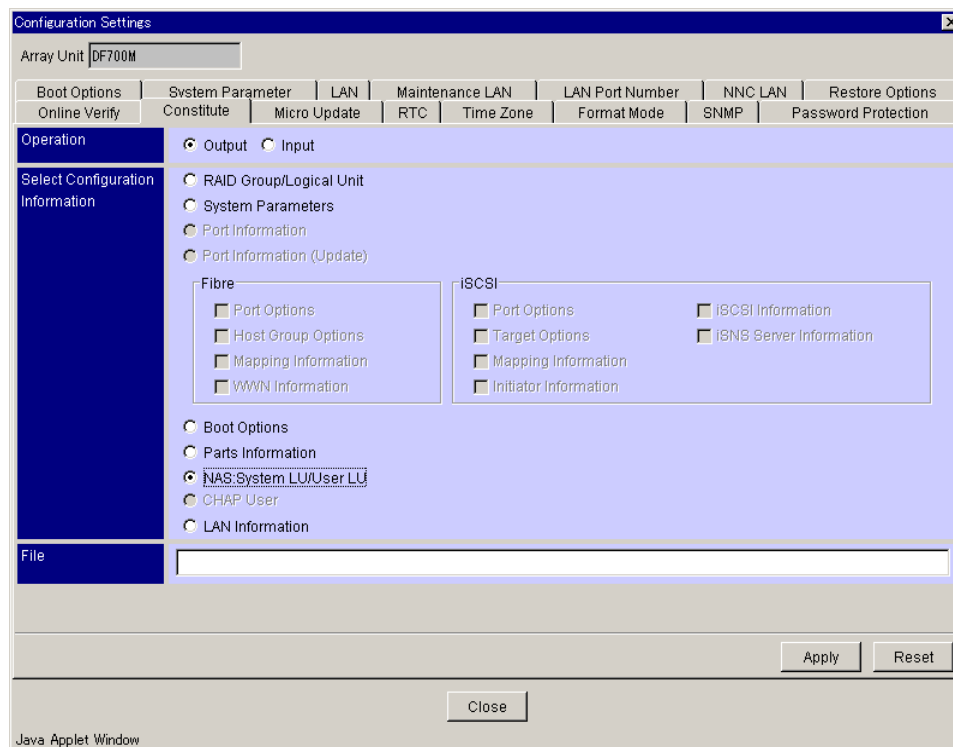 Configuration Settings
Array Unit DF700M
Boot Options System Parameter LAN Maintenance LAN LAN Port Number NNC LAN Restore Options
Online Verify Constitute Micro Update RTC Time Zone Format Mode SNMP Password Protection
Operation Output Input
Select Configuration Information
RAID Group/Logical Unit
System Parameters
Port Information
Port Information (Update)
Fibre
Port Options
Host Group Options
Mapping Information
WWN Information
iSCSI
Port Options iSCSI Information
Target Options iSNS Server Information
Mapping Information
Initiator Information
Boot Options
Parts Information
NAS:System LU/User LU
CHAP User
LAN Information
File
Apply Reset
Close
Java Applet Window